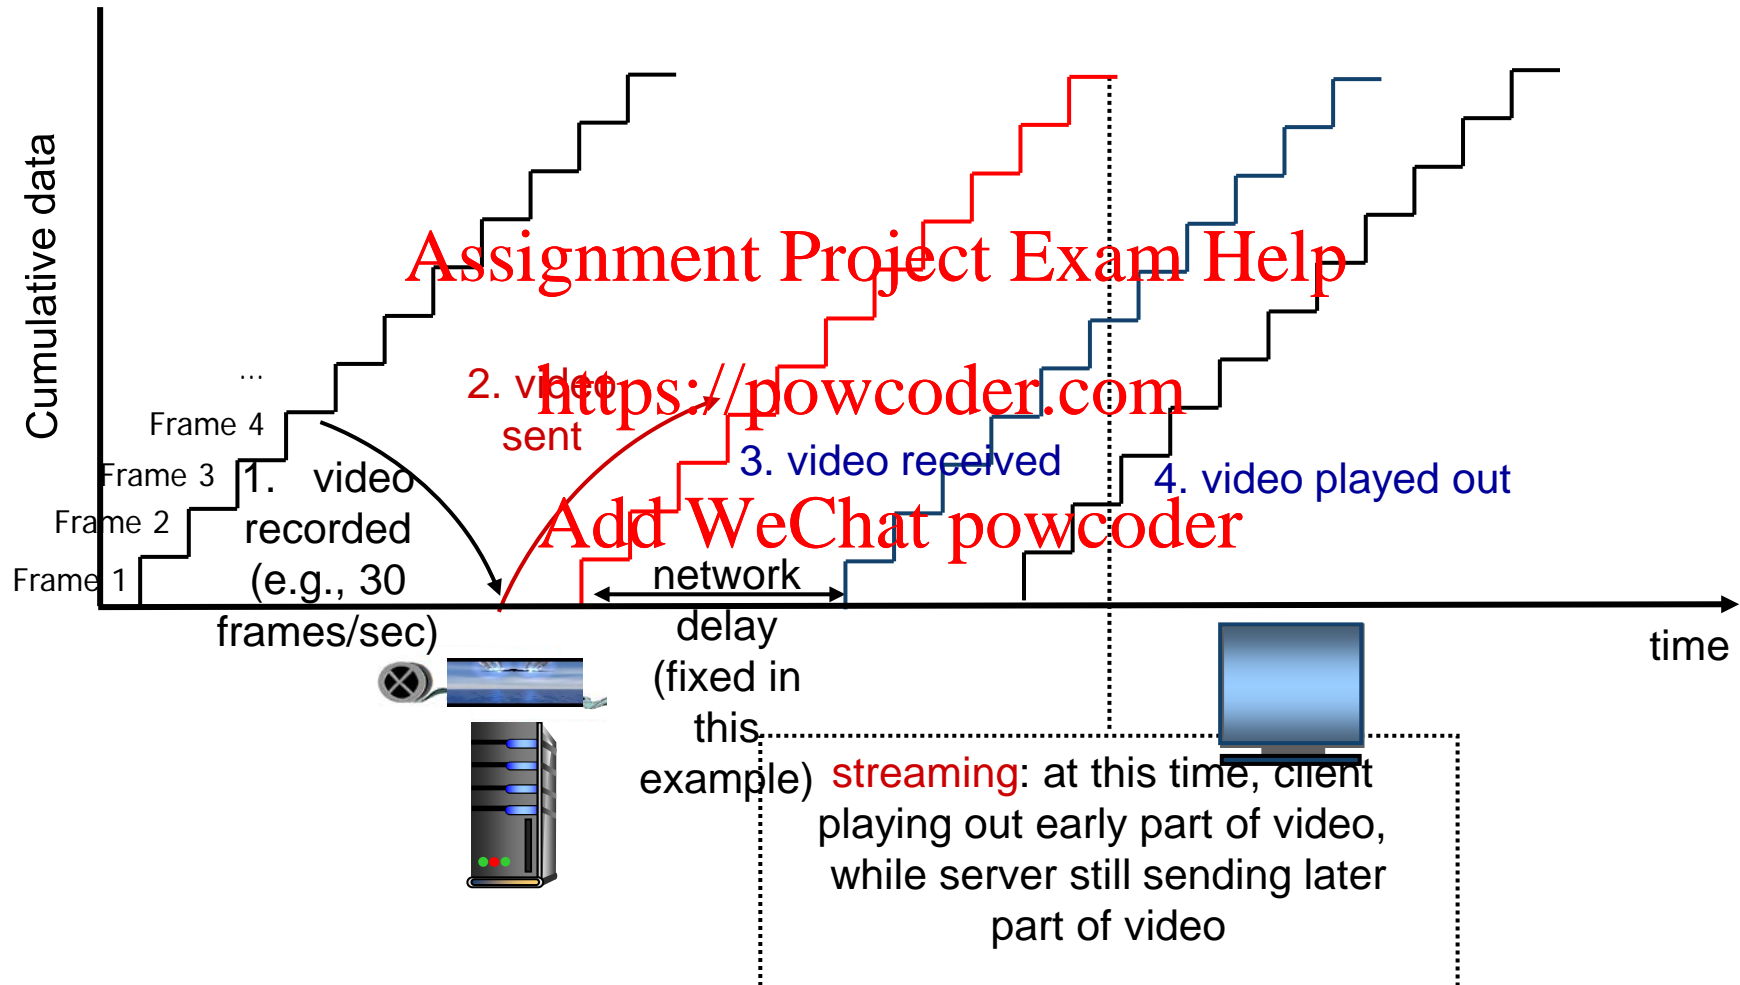 Cumulative data
Assignment Project Exam Help
...
2. video
sent
https://powcoder.com
Frame 4
Frame 3
Frame 2
Frame 1
1. video
recorded
(e.g., 30
frames/sec)
3. video received
4. video played out
Add WeChat powcoder
network
delay
(fixed in
this
example)
time
streaming: at this time, client
playing out early part of video,
while server still sending later
part of video